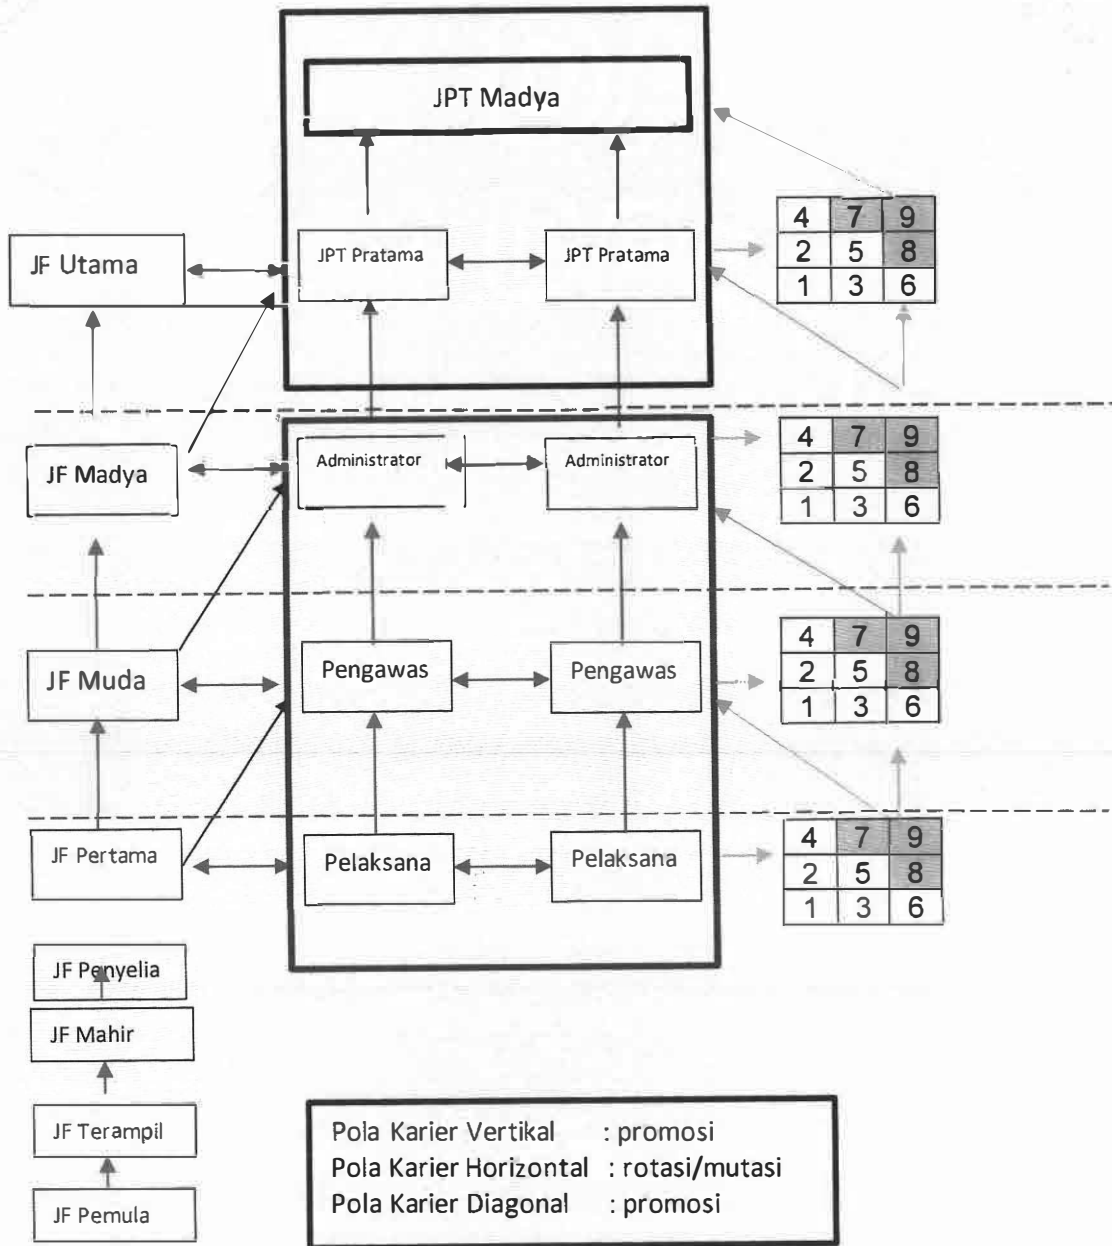 JPT Madya
JF Utama
JPT Pratama
JPT Pratama
4 7 9
2 5 8
1 3 6
JF Madya
Administrator
Administrator
4 7 9
2 5 8
1 3 6
JF Muda
Pengawas
Pengawas
4 7 9
2 5 8
1 3 6
JF Pertama
Pelaksana
Pelaksana
4 7 9
2 5 8
1 3 6
JF Penyelia
JF Mahir
JF Terampil
JF Pemula
Pola Karier Vertikal : promosi
Pola Karier Horizontal : rotasi/mutasi
Pola Karier Diagonal : promosi